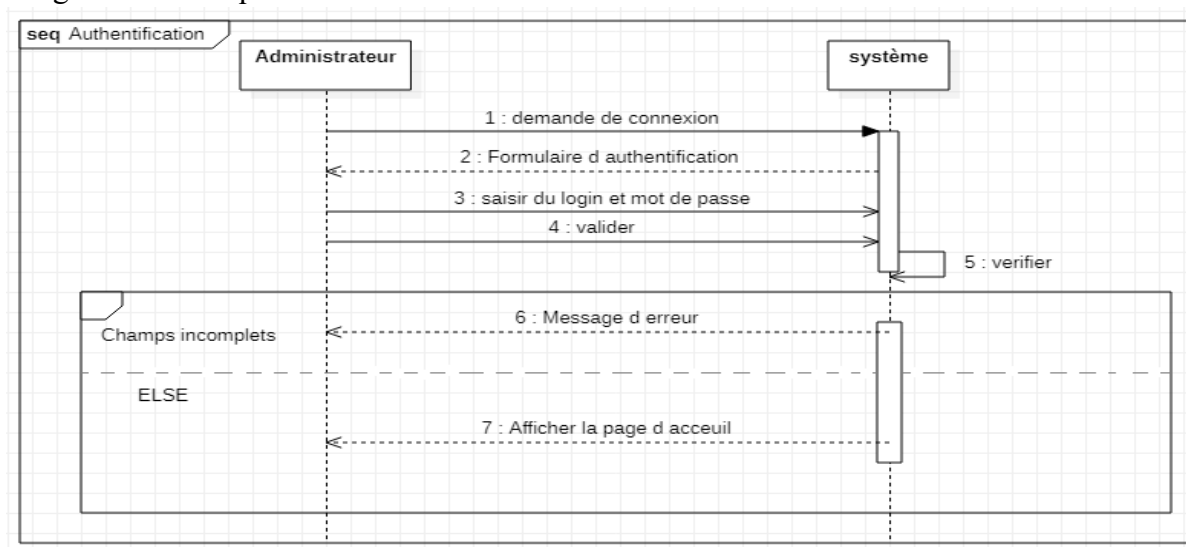 seq Authentification
Administrateur
système
1 : demande de connexion
2 : Formulaire d authentification
3 : saisir du login et mot de passe
4 : valider
5 : verifier
6 : Message d erreur
Champs incomplets
ELSE
7 : Afficher la page d acceuil